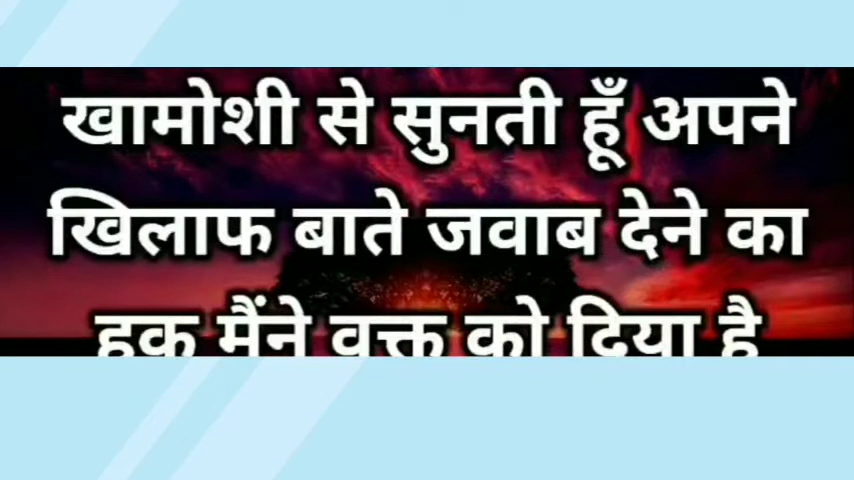 खामोशी से सुनती हूँ अपने
खिलाफ बाते जवाब देने का
हक मैंने वक्त को दिया है